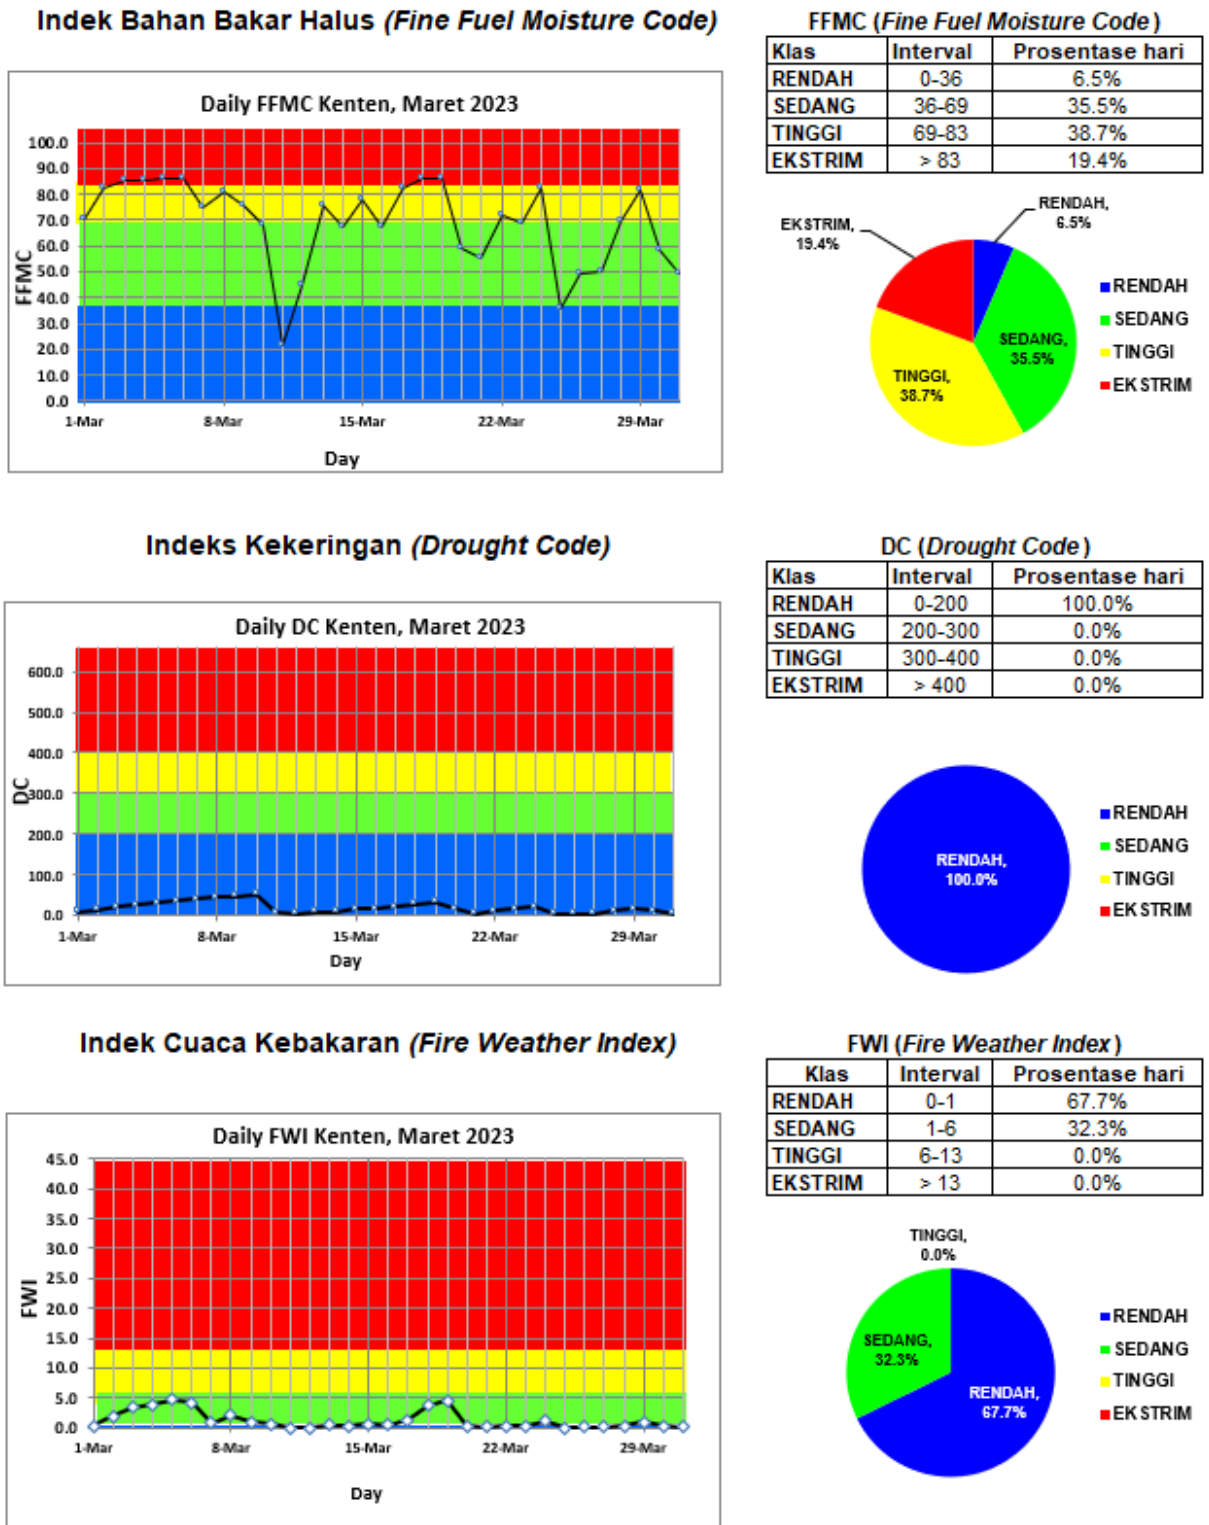 Indek Bahan Bakar Halus (Fine Fuel Moisture Code)
Daily FFMC Kenten, Maret 2023
100.0
90.0
80.0
70.0
60.0
50.0
40.0
30.0
20.0
10.0
0.0
FFMC
1-Mar 8-Mar 15-Mar 22-Mar 29-Mar
Day
FFMC (Fine Fuel Moisture Code)
Klas Interval Prosentase hari
RENDAH 0-36 6.5%
SEDANG 36-69 35.5%
TINGGI 69-83 38.7%
EKSTRIM > 83 19.4%
RENDAH,
6.5%
EKSTRIM,
19.4%
SEDANG,
35.5%
TINGGI,
38.7%
RENDAH
SEDANG
TINGGI
EKSTRIM
Indeks Kekeringan (Drought Code)
Daily DC Kenten, Maret 2023
600.0
500.0
400.0
300.0
200.0
100.0
0.0
DC
1-Mar 8-Mar 15-Mar 22-Mar 29-Mar
Day
DC (Drought Code)
Klas Interval Prosentase hari
RENDAH 0-200 100.0%
SEDANG 200-300 0.0%
TINGGI 300-400 0.0%
EKSTRIM > 400 0.0%
RENDAH,
100.0%
RENDAH
SEDANG
TINGGI
EKSTRIM
Indek Cuaca Kebakaran (Fire Weather Index)
Daily FWI Kenten, Maret 2023
45.0
40.0
35.0
30.0
25.0
20.0
15.0
10.0
5.0
0.0
FWI
1-Mar 8-Mar 15-Mar 22-Mar 29-Mar
Day
FWI (Fire Weather Index)
Klas Interval Prosentase hari
RENDAH 0-1 67.7%
SEDANG 1-6 32.3%
TINGGI 6-13 0.0%
EKSTRIM > 13 0.0%
TINGGI,
0.0%
SEDANG,
32.3%
RENDAH,
67.7%
RENDAH
SEDANG
TINGGI
EKSTRIM